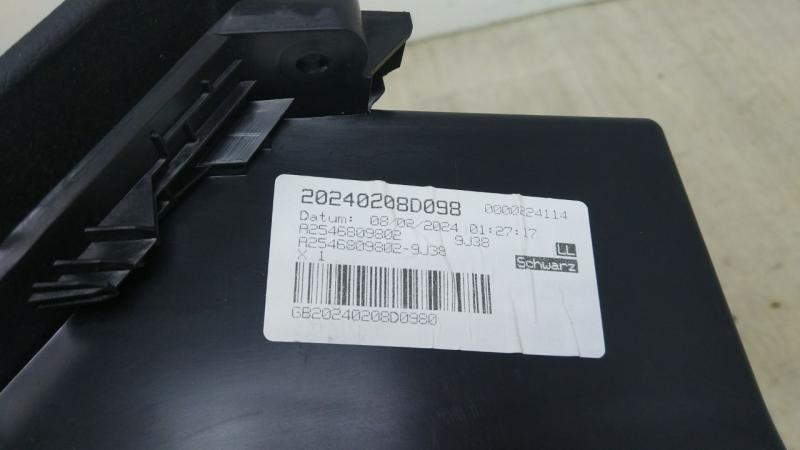 20240208D098 0000224114
Datum: 08/02/2024 01:27:17
A2546809802 9J38
A2546809802-9J38
LL
X 1
Schwarz
GB20240208D0980